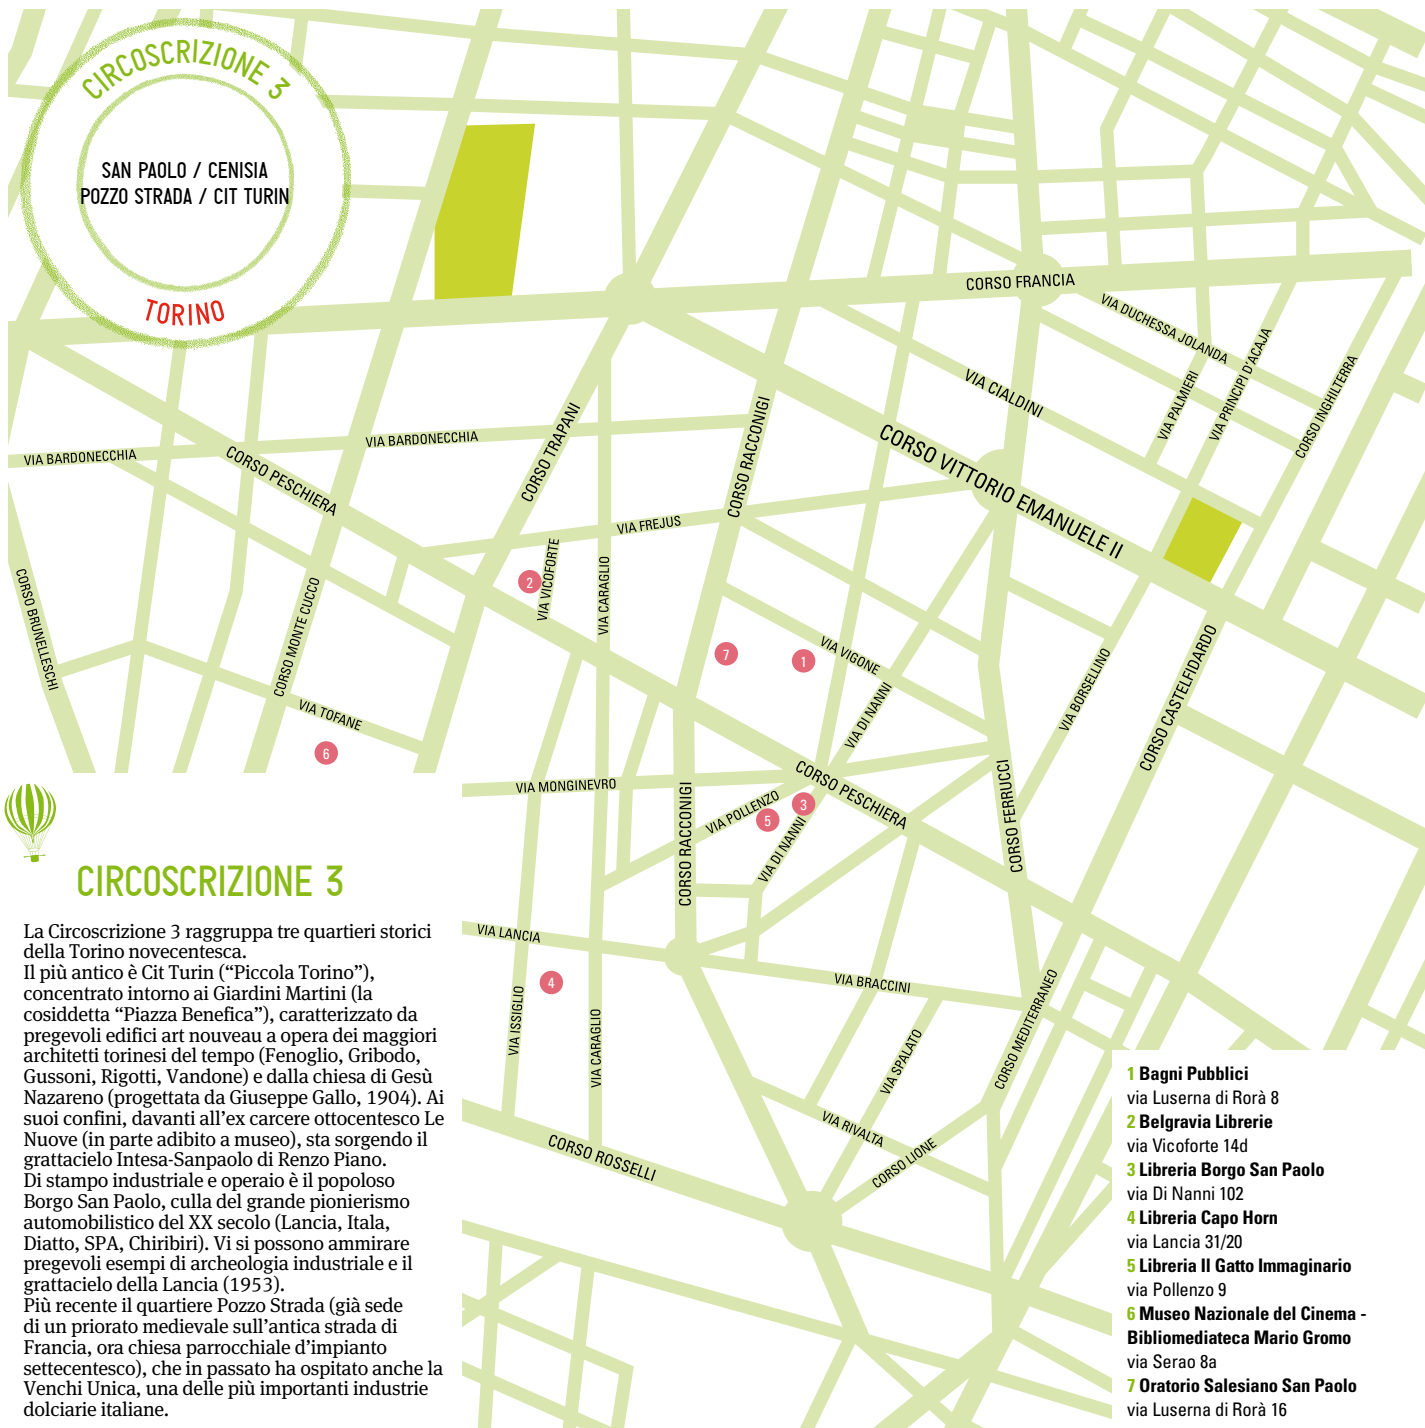 CIRCOSCRIZIONE 3
SAN PAOLO / CENISIA
POZZO STRADA / CIT TURIN
TORINO
CORSO FRANCIA
VIA DUCHESSA JOLANDA
VIA CIALDINI
VIA PALMIERI
VIA PRINCIPI D'ACAJA
CORSO INGHILTERRA
VIA BARDONECCHIA
VIA BARDONECCHIA
CORSO PESCHIERA
CORSO TRAPANI
CORSO RACCONIGI
CORSO VITTORIO EMANUELE II
VIA FREJUS
2
VIA VICOFORTE
VIA CARAGLIO
CORSO BRUNELLESCHI
CORSO MONTE CUCCO
7
1
VIA VIGONE
VIA DI NANNI
VIA BORSELLINO
CORSO CASTELFIDARDO
VIA TOFANE
6
VIA MONGINEVRO
CORSO RACCONIGI
VIA POLLENZO
5
3
VIA DI NANNI
CORSO PESCHIERA
CORSO FERRUCCI
VIA LANCIA
4
VIA ISSIGLIO
VIA CARAGLIO
VIA BRACCINI
VIA SPALATO
CORSO MEDITERRANEO
VIA RIVALTA
CORSO LIONE
CORSO ROSSELLI
CIRCOSCRIZIONE 3
La Circoscrizione 3 raggruppa tre quartieri storici
della Torino novecentesca.
Il più antico è Cit Turin (“Piccola Torino”),
concentrato intorno ai Giardini Martini (la
cosiddetta “Piazza Benefica”), caratterizzato da
pregevoli edifici art nouveau a opera dei maggiori
architetti torinesi del tempo (Fenoglio, Gribodo,
Gussoni, Rigotti, Vandone) e dalla chiesa di Gesù
Nazareno (progettata da Giuseppe Gallo, 1904). Ai
suoi confini, davanti all’ex carcere ottocentesco Le
Nuove (in parte adibito a museo), sta sorgendo il
grattacielo Intesa-Sanpaolo di Renzo Piano.
Di stampo industriale e operaio è il popoloso
Borgo San Paolo, culla del grande pionierismo
automobilistico del XX secolo (Lancia, Itala,
Diatto, SPA, Chiribiri). Vi si possono ammirare
pregevoli esempi di archeologia industriale e il
grattacielo della Lancia (1953).
Più recente il quartiere Pozzo Strada (già sede
di un priorato medievale sull’antica strada di
Francia, ora chiesa parrocchiale d’impianto
settecentesco), che in passato ha ospitato anche la
Venchi Unica, una delle più importanti industrie
dolciarie italiane.
1 Bagni Pubblici
via Luserna di Rorà 8
2 Belgravia Librerie
via Vicoforte 14d
3 Libreria Borgo San Paolo
via Di Nanni 102
4 Libreria Capo Horn
via Lancia 31/20
5 Libreria Il Gatto Immaginario
via Pollenzo 9
6 Museo Nazionale del Cinema -
Bibliomediateca Mario Gromo
via Serao 8a
7 Oratorio Salesiano San Paolo
via Luserna di Rorà 16